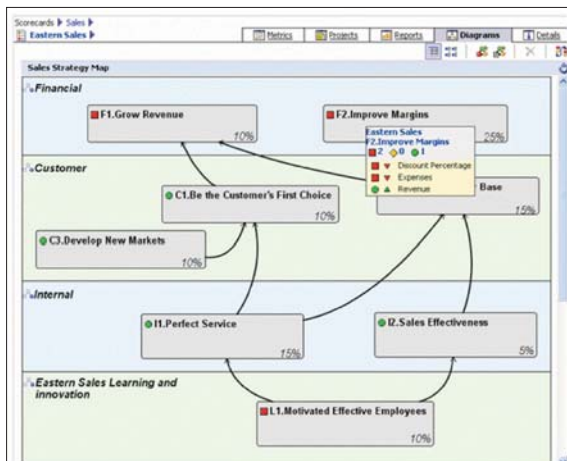 Scorecards Sales
Eastern Sales
Metrics
Projects
Reports
Diagrams
Details
Sales Strategy Map
Financial
F1.Grow Revenue
10%
F2.Improve Margins
25%
Eastern Sales
F2.Improve Margins
2 0 1
Discount Percentage
Expenses
Revenue
Customer
C1.Be the Customer's First Choice
10%
Base
15%
C3.Develop New Markets
10%
Internal
I1.Perfect Service
15%
I2.Sales Effectiveness
5%
Eastern Sales Learning and
innovation
L1.Motivated Effective Employees
10%